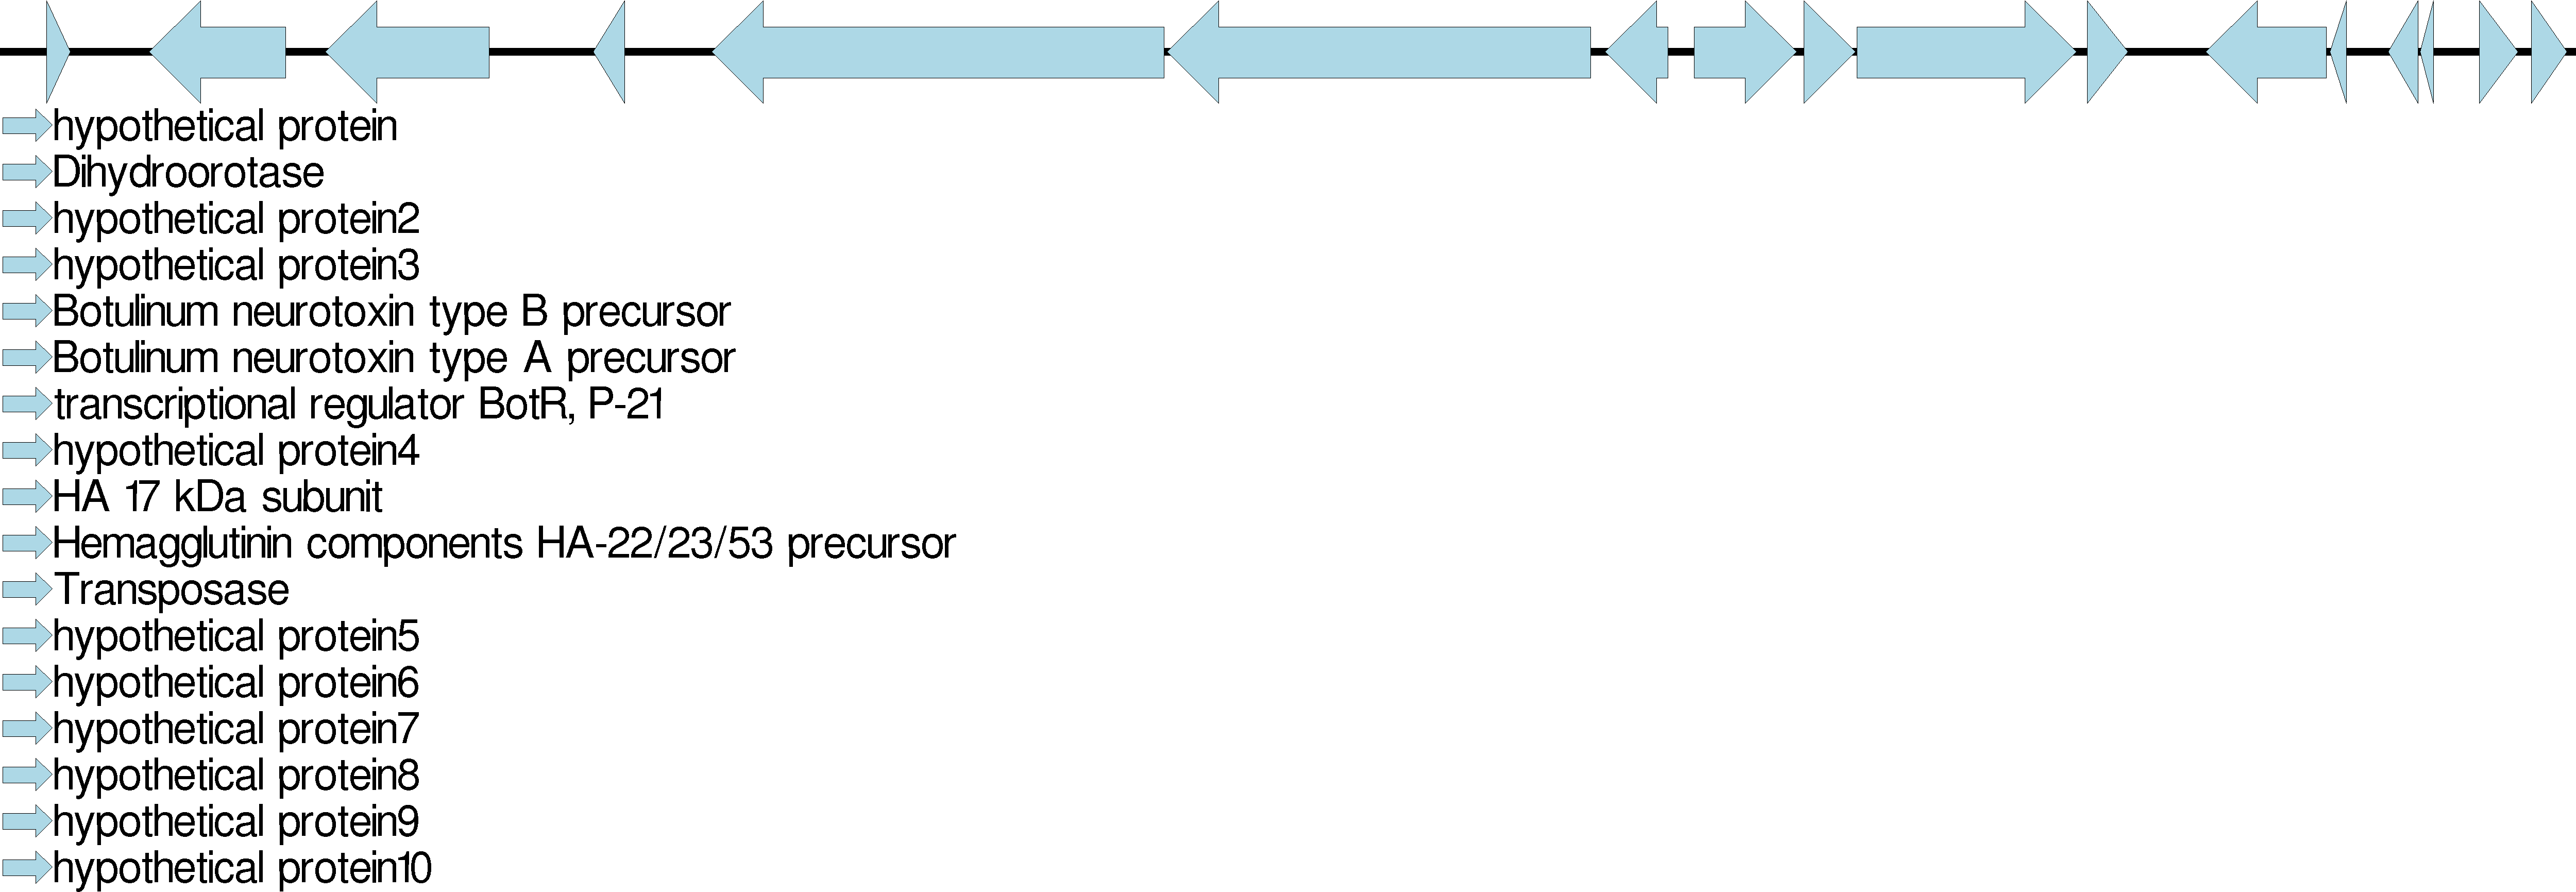 hypothetical protein
Dihydroorotase
hypothetical protein2
hypothetical protein3
Botulinum neurotoxin type B precursor
Botulinum neurotoxin type A precursor
transcriptional regulator BotR, P-21
hypothetical protein4
HA 17 kDa subunit
Hemagglutinin components HA-22/23/53 precursor
Transposase
hypothetical protein5
hypothetical protein6
hypothetical protein7
hypothetical protein8
hypothetical protein9
hypothetical protein10